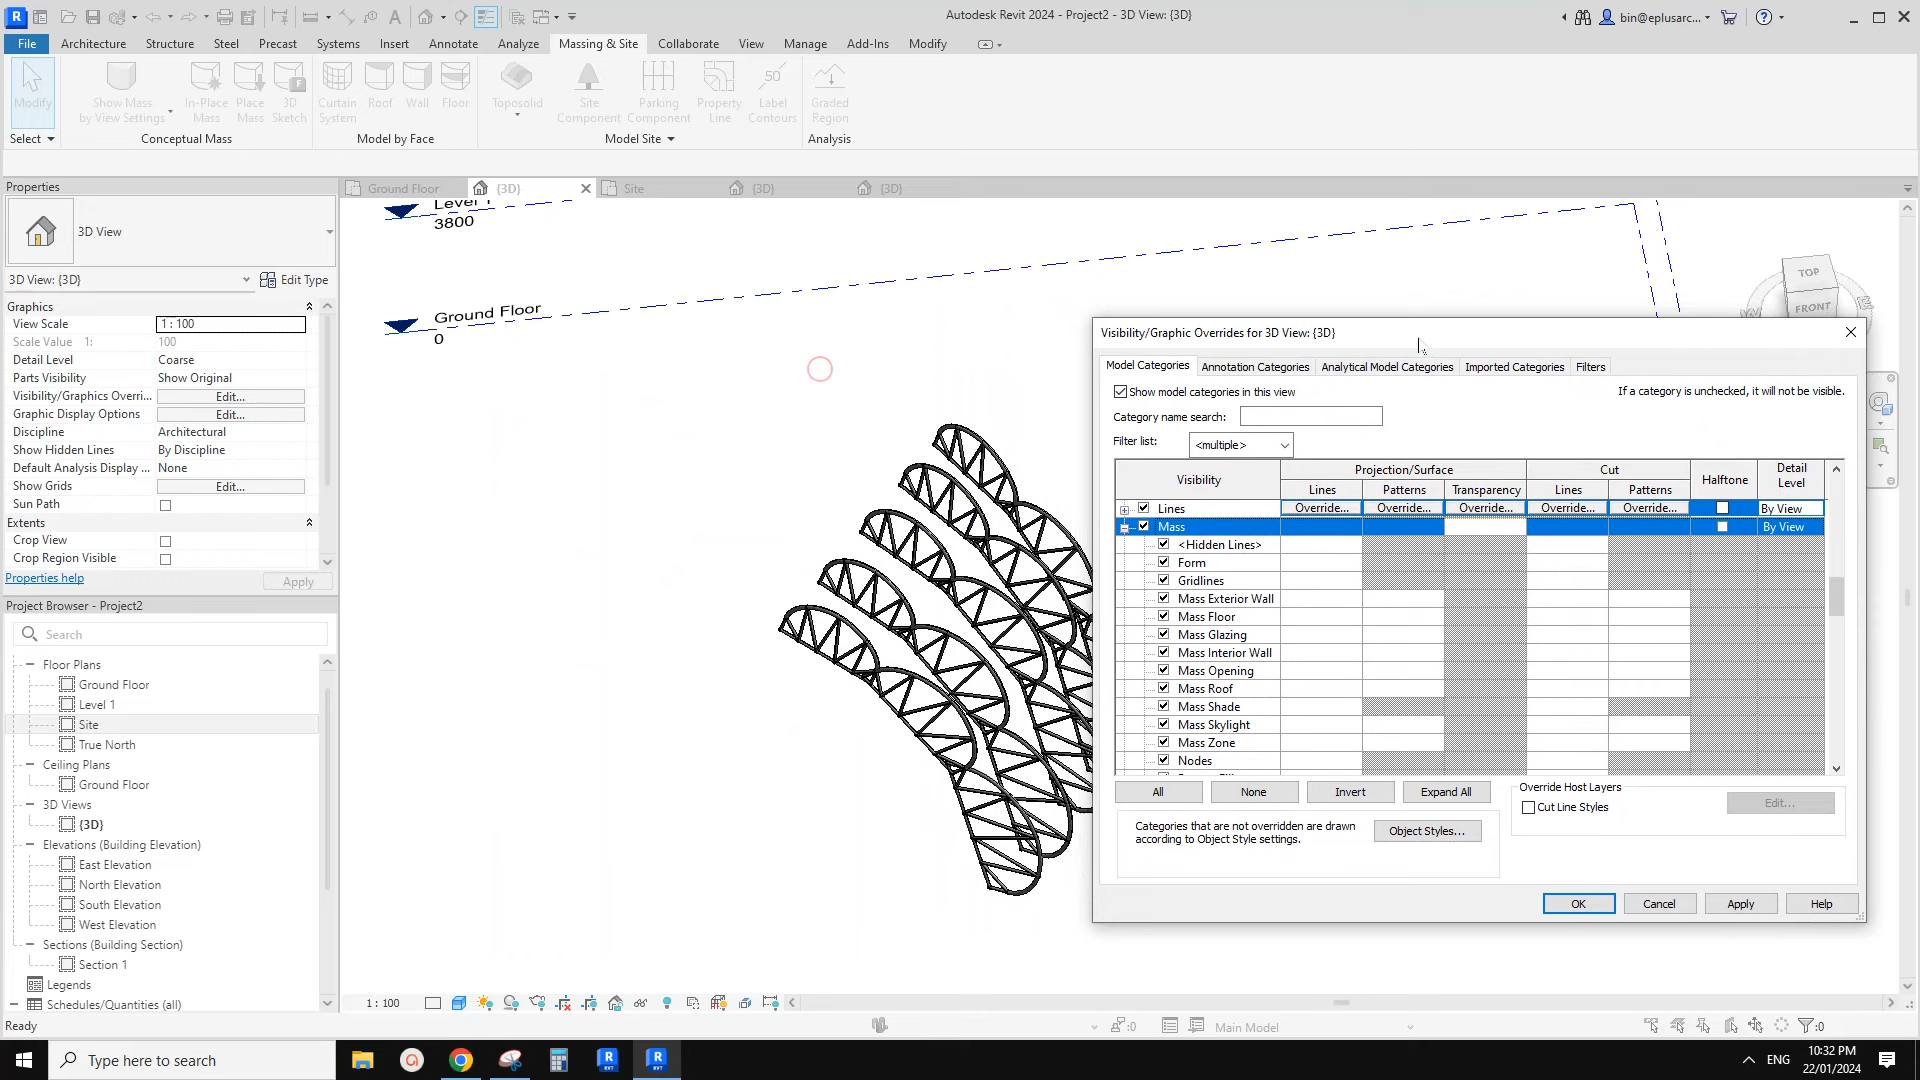 Autodesk Revit 2024 - Project2 - 3D View: {3D}
bin@eplusarc...
File Architecture Structure Steel Precast Systems Insert Annotate Analyze Massing & Site Collaborate View Manage Add-Ins Modify
Modify
Show Mass
by View Settings
In-Place
Mass
Place
Mass
3D
Sketch
Curtain
System
Roof
Wall
Floor
Toposolid
Site
Component
Parking
Component
Property
Line
50
Label
Contours
Graded
Region
Select
Conceptual Mass
Model by Face
Model Site
Analysis
Properties
Ground Floor
{3D}
Site
{3D}
{3D}
3D View
3D View: {3D}
Edit Type
Graphics
View Scale 1 : 100
Scale Value 1: 100
Detail Level Coarse
Parts Visibility Show Original
Visibility/Graphics Overri... Edit...
Graphic Display Options Edit...
Discipline Architectural
Show Hidden Lines By Discipline
Default Analysis Display ... None
Show Grids Edit...
Sun Path
Extents
Crop View
Crop Region Visible
Properties help
Apply
Project Browser - Project2
Search
Floor Plans
Ground Floor
Level 1
Site
True North
Ceiling Plans
Ground Floor
3D Views
{3D}
Elevations (Building Elevation)
East Elevation
North Elevation
South Elevation
West Elevation
Sections (Building Section)
Section 1
Legends
Schedules/Quantities (all)
Level 1
3800
Ground Floor
0
TOP
FRONT
Visibility/Graphic Overrides for 3D View: {3D}
Model Categories Annotation Categories Analytical Model Categories Imported Categories Filters
Show model categories in this view
If a category is unchecked, it will not be visible.
Category name search:
Filter list: <multiple>
Visibility Projection/Surface Cut Halftone Detail Level
Lines Patterns Transparency Lines Patterns
Lines Override... Override... Override... Override... Override... By View
Mass By View
<Hidden Lines>
Form
Gridlines
Mass Exterior Wall
Mass Floor
Mass Glazing
Mass Interior Wall
Mass Opening
Mass Roof
Mass Shade
Mass Skylight
Mass Zone
Nodes
All None Invert Expand All
Override Host Layers
Cut Line Styles
Edit...
Categories that are not overridden are drawn
according to Object Style settings.
Object Styles...
OK Cancel Apply Help
1 : 100
Ready
:0
Main Model
:0
Type here to search
ENG
10:32 PM
22/01/2024